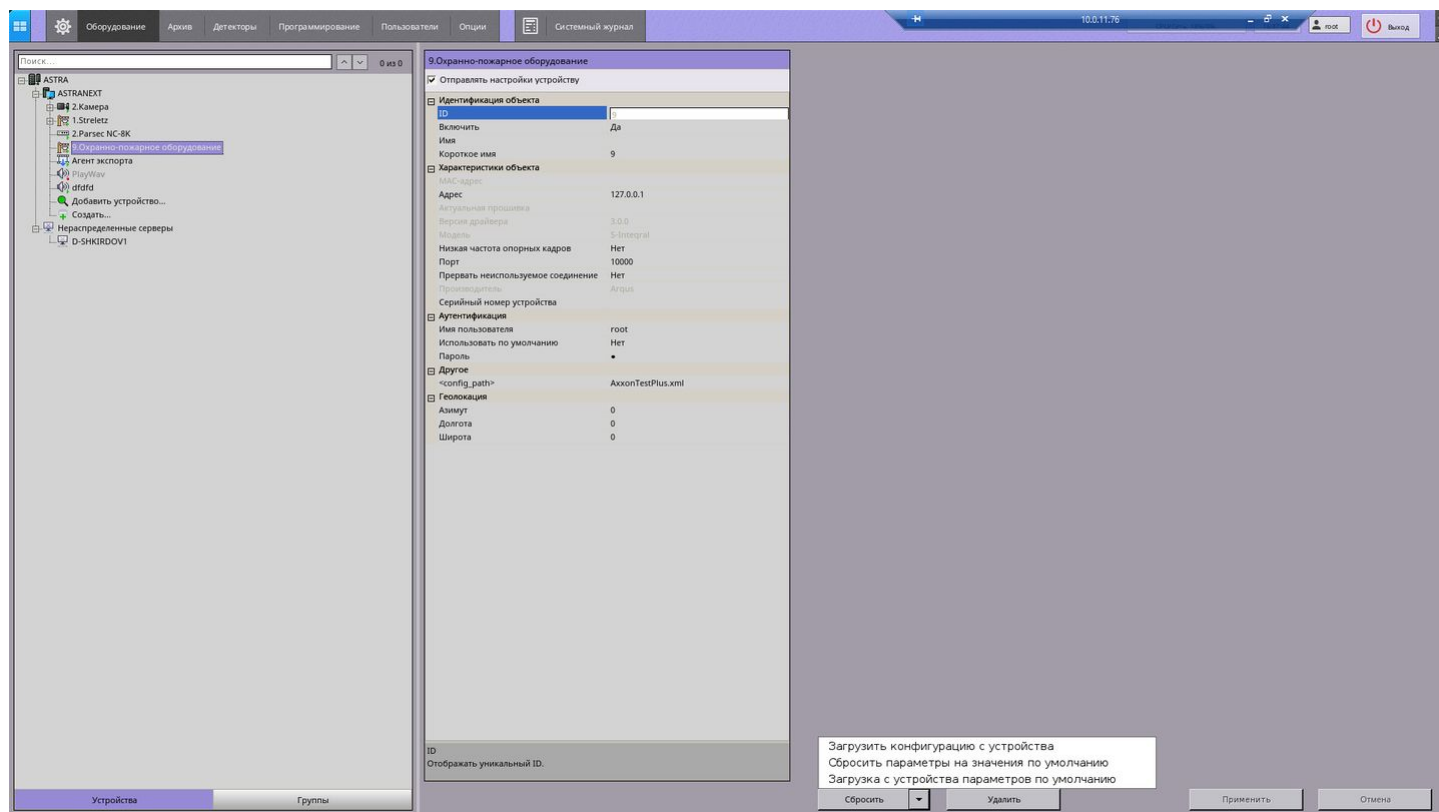 Оборудование Архив Детекторы Программирование Пользователи Опции Системный журнал 10.0.11.76 root Выход
Поиск... 0 из 0
ASTRA
ASTRANEXT
2.Камера
1.Streletz
2.Parsec NC-8K
9.Охранно-пожарное оборудование
Агент экспорта
PlayWav
dfdfd
Добавить устройство...
Создать...
Нераспределенные серверы
D-SHKIRDOV1
Устройства Группы
9.Охранно-пожарное оборудование
Отправлять настройки устройству
Идентификация объекта
ID 9
Включить Да
Имя
Короткое имя 9
Характеристики объекта
MAC-адрес
Адрес 127.0.0.1
Актуальная прошивка
Версия драйвера 3.0.0
Модель S-Integral
Низкая частота опорных кадров Нет
Порт 10000
Прервать неиспользуемое соединение Нет
Производитель Argus
Серийный номер устройства
Аутентификация
Имя пользователя root
Использовать по умолчанию Нет
Пароль •
Другое
<config_path> AxxonTestPlus.xml
Геолокация
Азимут 0
Долгота 0
Широта 0
ID
Отображать уникальный ID.
Загрузить конфигурацию с устройства
Сбросить параметры на значения по умолчанию
Загрузка с устройства параметров по умолчанию
Сбросить Удалить Применить Отмена